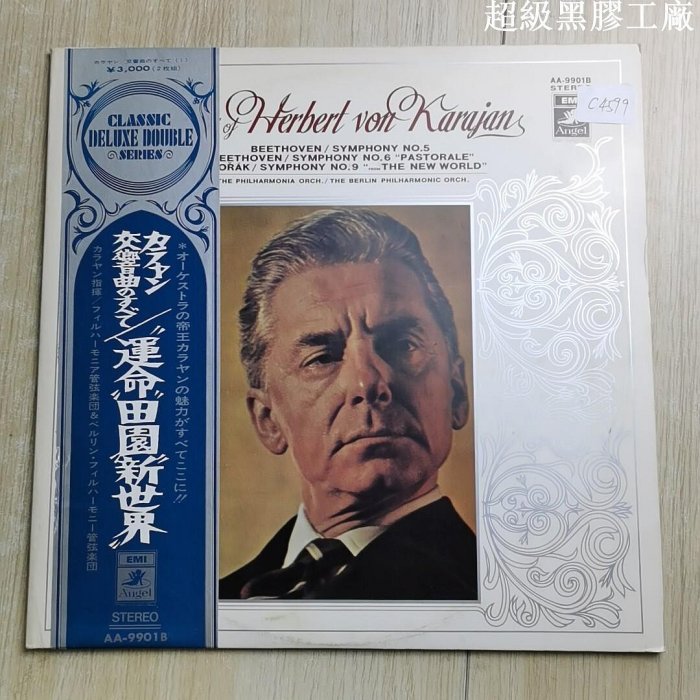 超級黑膠工廠
カラヤン／交響曲のすべて（1）
￥3,000（2枚組）
CLASSIC
DELUXE DOUBLE
SERIES
カラヤン
交響曲のすべて／"運命""田園""新世界"
カラヤン指揮／フィルハーモニア管弦楽団&ベルリン・フィルハーモニー管弦楽団
*オーケストラの帝王カラヤンの魅力がすべてここに!!
EMI
Angel
STEREO
AA-9901B
of Herbert von Karajan
BEETHOVEN / SYMPHONY NO.5
EETHOVEN / SYMPHONY NO.6 "PASTORALE"
OŘÁK / SYMPHONY NO.9 "FROM THE NEW WORLD"
THE PHILHARMONIA ORCH. / THE BERLIN PHILHARMONIC ORCH.
AA-9901B
STEREO
EMI
Angel
C4599